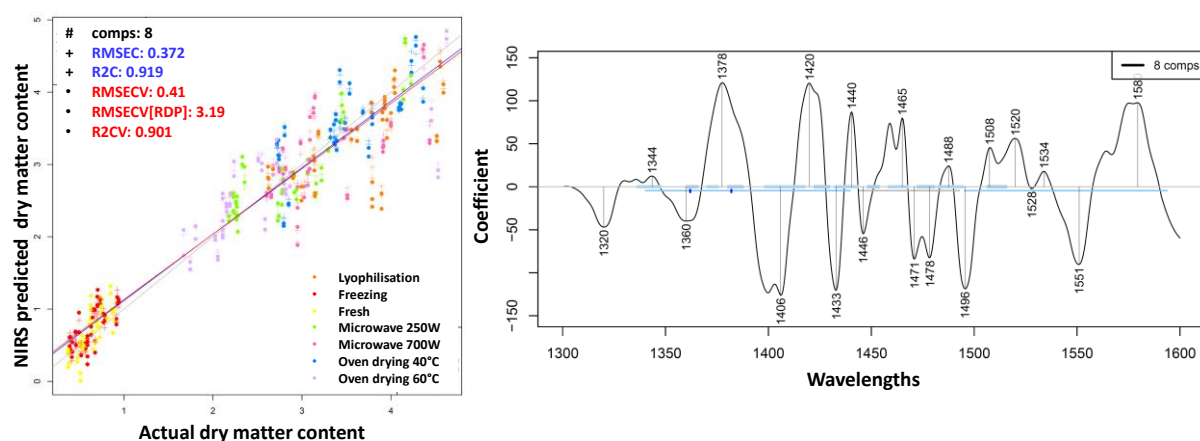 # comps: 8
+ RMSEC: 0.372
+ R2C: 0.919
• RMSECV: 0.41
• RMSECV[RDP]: 3.19
• R2CV: 0.901
NIRS predicted dry matter content
5
4
3
2
1
0
Lyophilisation
Freezing
Fresh
Microwave 250W
Microwave 700W
Oven drying 40°C
Oven drying 60°C
1 2 3 4
Actual dry matter content
8 comps
Coefficient
150
100
50
0
-50
-100
-150
1320
1344
1360
1378
1406
1420
1433
1440
1446
1465
1471
1478
1488
1496
1508
1520
1528
1534
1551
158
1300 1350 1400 1450 1500 1550 1600
Wavelengths